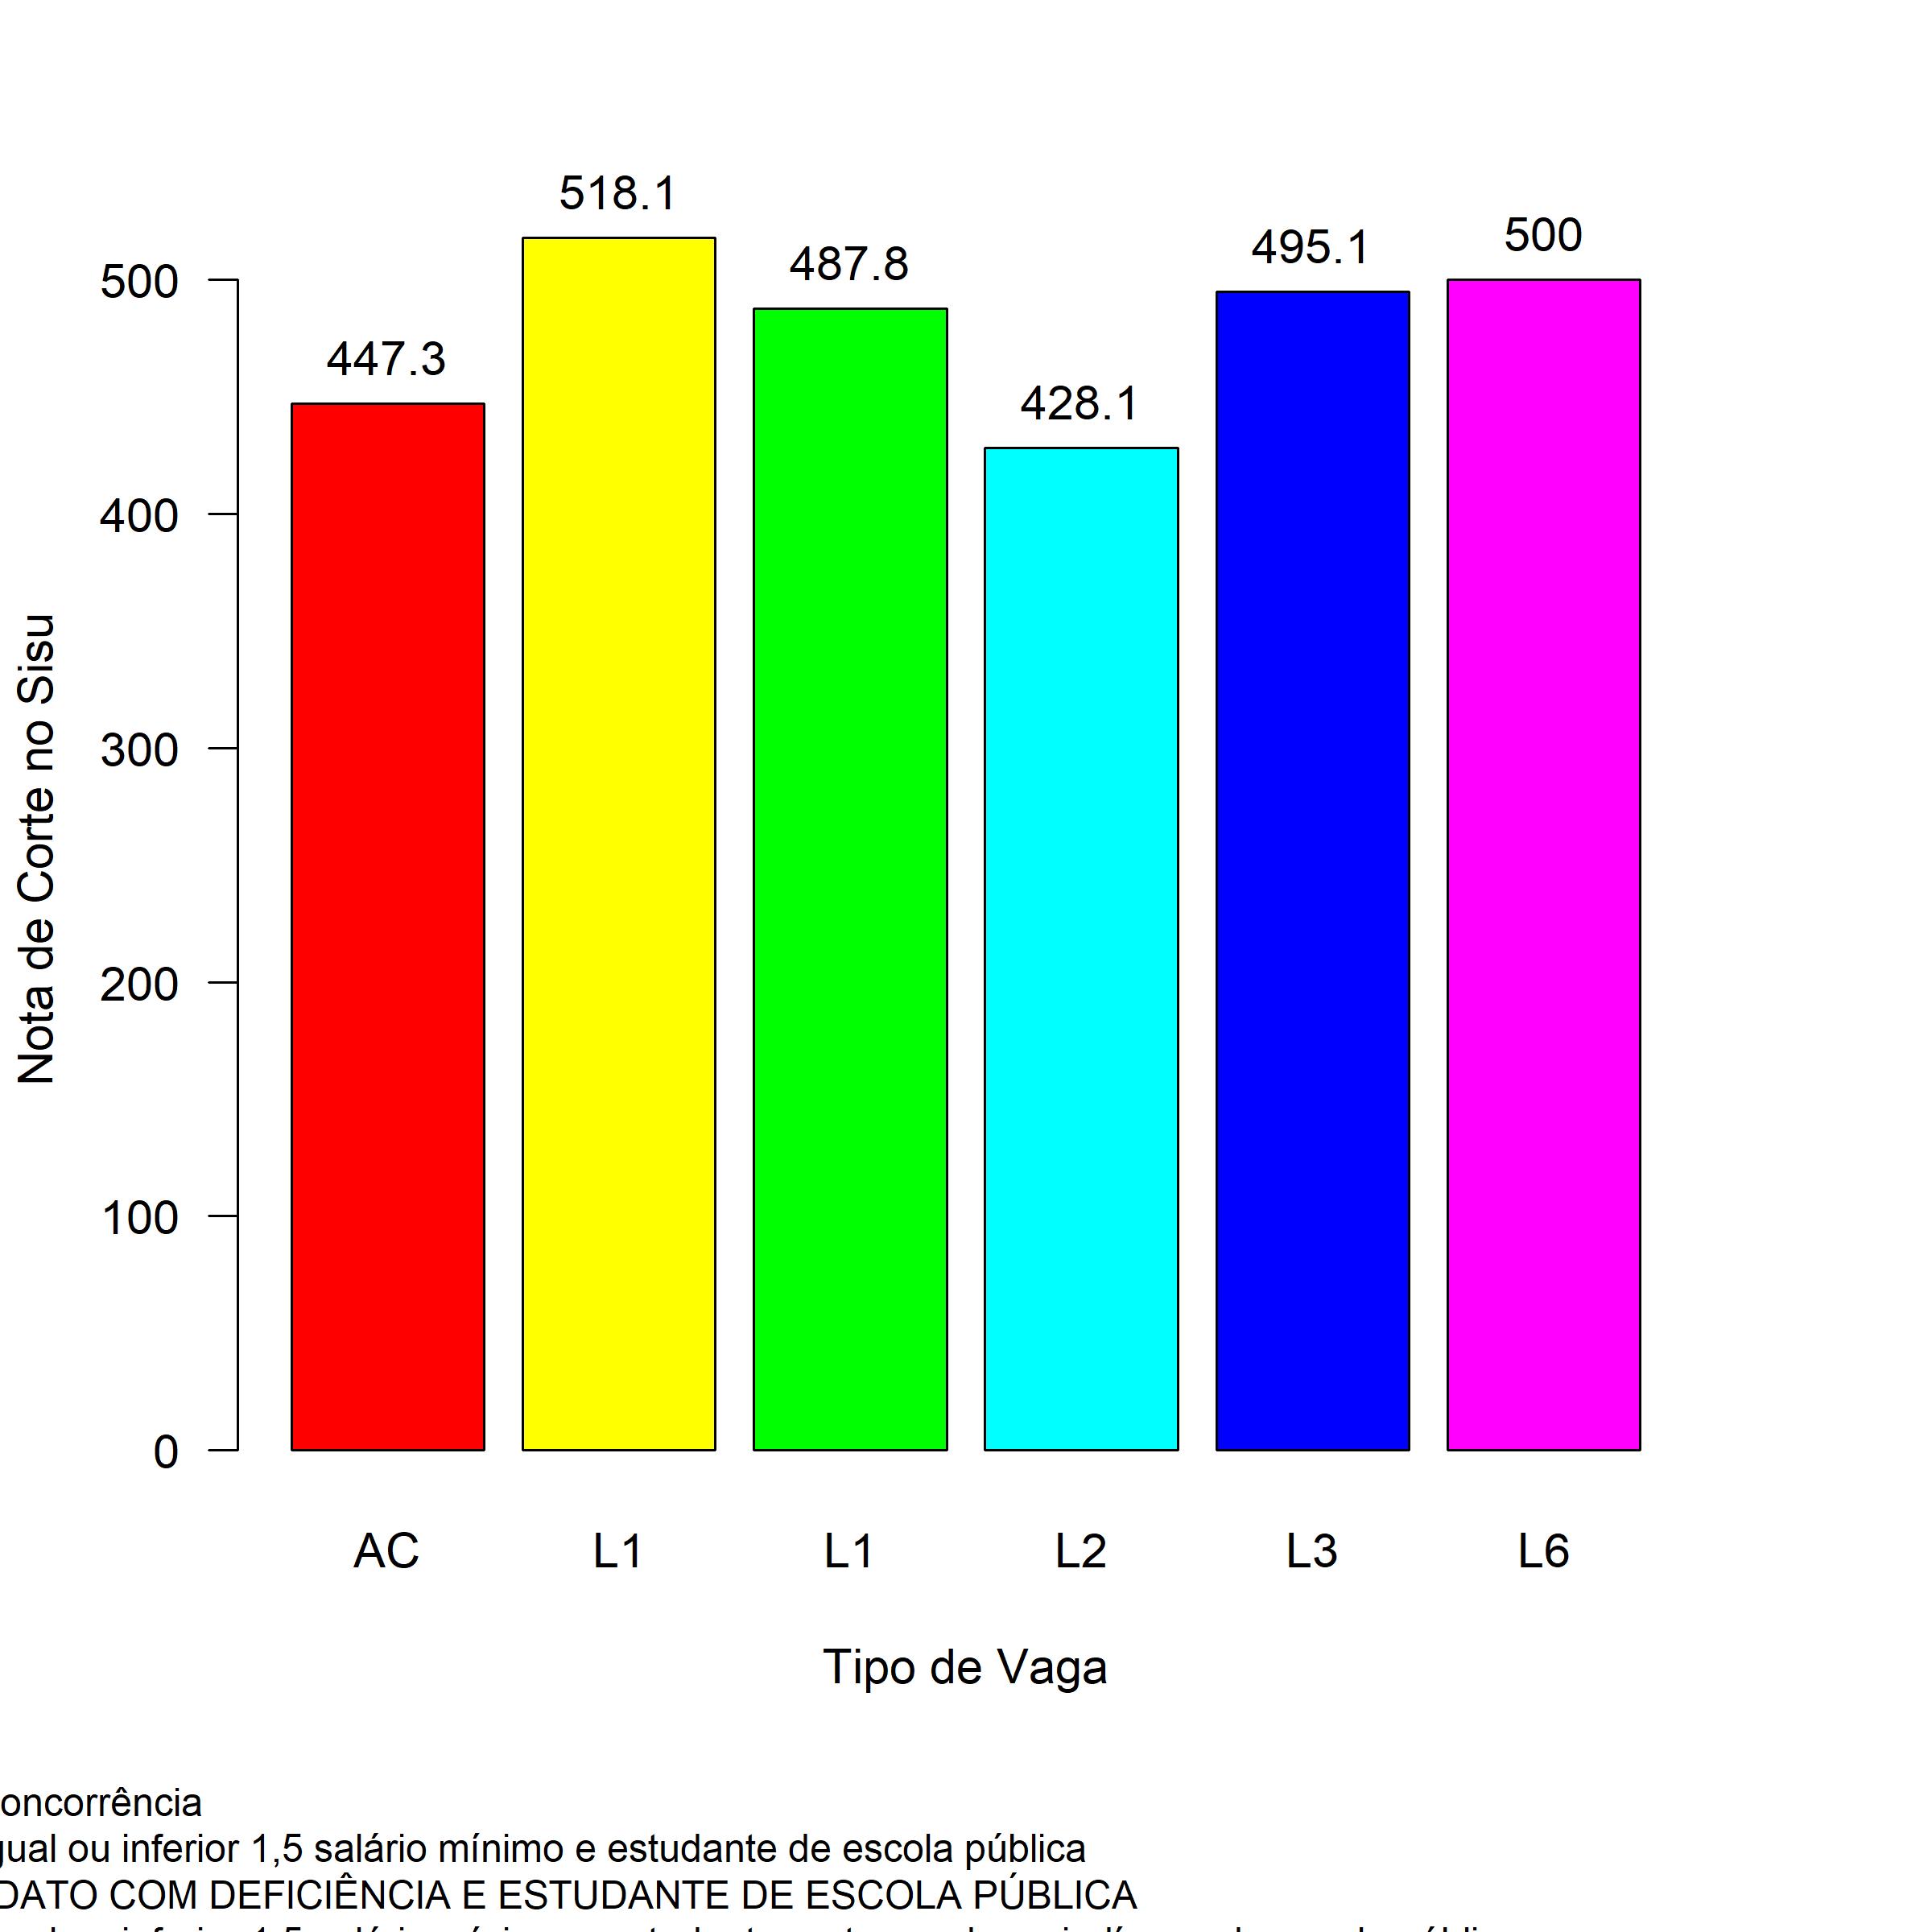 518.1
500
495.1
487.8
447.3
428.1
500
400
300
200
100
0
Nota de Corte no Sisu
AC L1 L1 L2 L3 L6
Tipo de Vaga
gual ou inferior 1,5 salário mínimo e estudante de escola pública
COM DEFICIÊNCIA E ESTUDANTE DE ESCOLA PÚBLICA